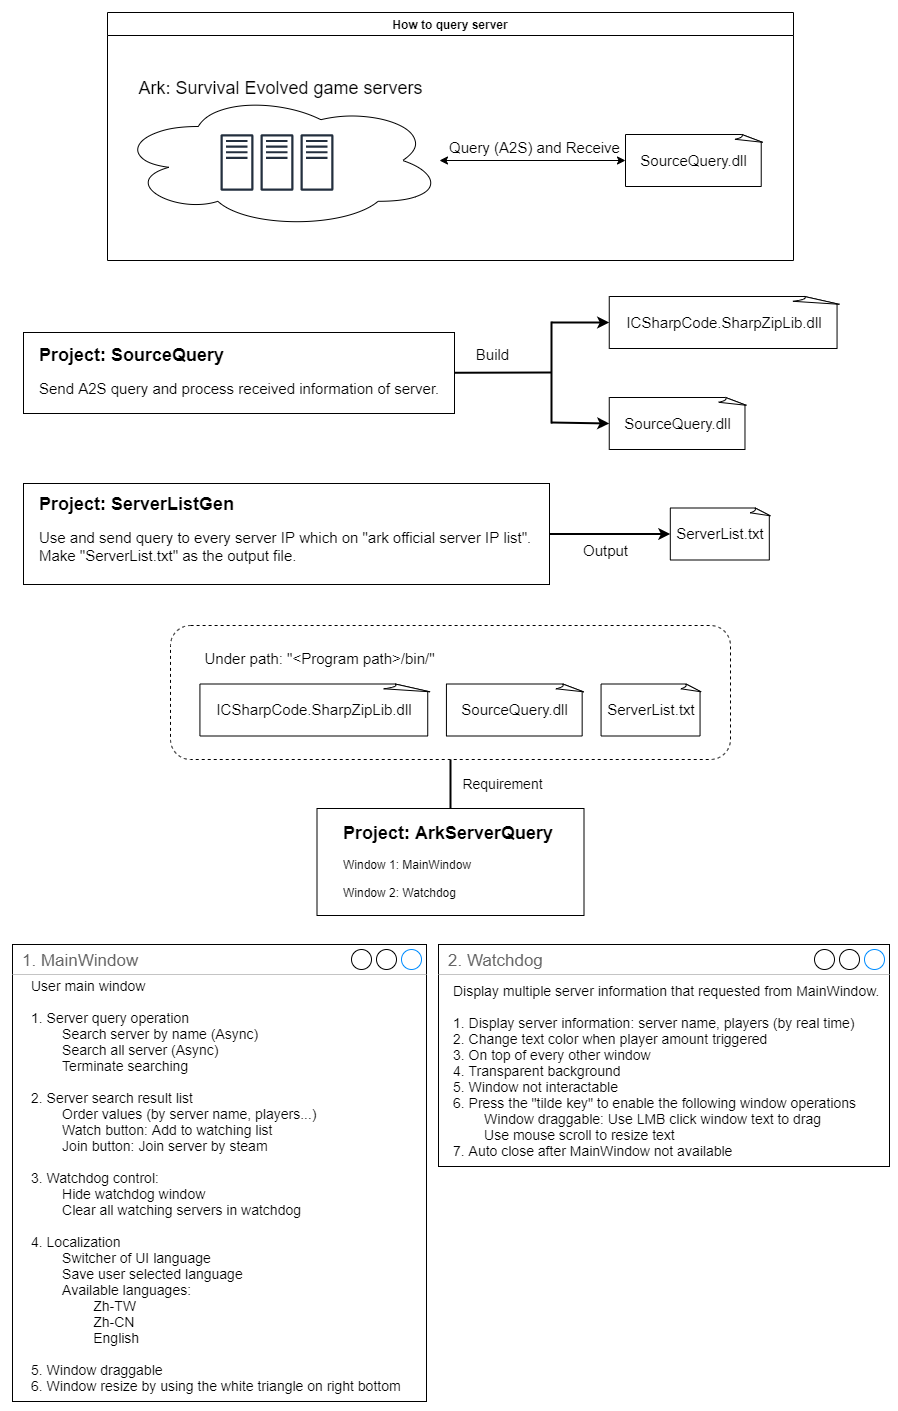 How to query server
Ark: Survival Evolved game servers
Query (A2S) and Receive
SourceQuery.dll
ICSharpCode.SharpZipLib.dll
Project: SourceQuery
Send A2S query and process received information of server.
Build
SourceQuery.dll
Project: ServerListGen
Use and send query to every server IP which on "ark official server IP list".
Make "ServerList.txt" as the output file.
Output
ServerList.txt
Under path: "<Program path>/bin/"
ICSharpCode.SharpZipLib.dll
SourceQuery.dll
ServerList.txt
Requirement
Project: ArkServerQuery
Window 1: MainWindow
Window 2: Watchdog
1. MainWindow
User main window
1. Server query operation
Search server by name (Async)
Search all server (Async)
Terminate searching
2. Server search result list
Order values (by server name, players...)
Watch button: Add to watching list
Join button: Join server by steam
3. Watchdog control:
Hide watchdog window
Clear all watching servers in watchdog
4. Localization
Switcher of UI language
Save user selected language
Available languages:
Zh-TW
Zh-CN
English
5. Window draggable
6. Window resize by using the white triangle on right bottom
2. Watchdog
Display multiple server information that requested from MainWindow.
1. Display server information: server name, players (by real time)
2. Change text color when player amount triggered
3. On top of every other window
4. Transparent background
5. Window not interactable
6. Press the "tilde key" to enable the following window operations
Window draggable: Use LMB click window text to drag
Use mouse scroll to resize text
7. Auto close after MainWindow not available